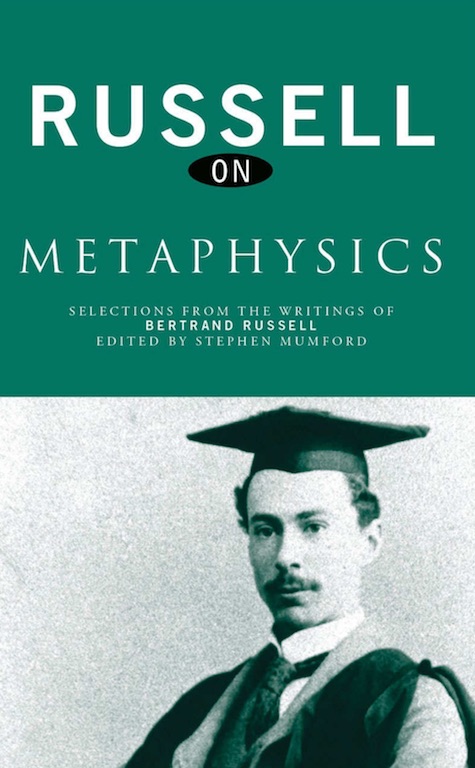 RUSSELL
ON
METAPHYSICS
SELECTIONS FROM THE WRITINGS OF
BERTRAND RUSSELL
EDITED BY STEPHEN MUMFORD